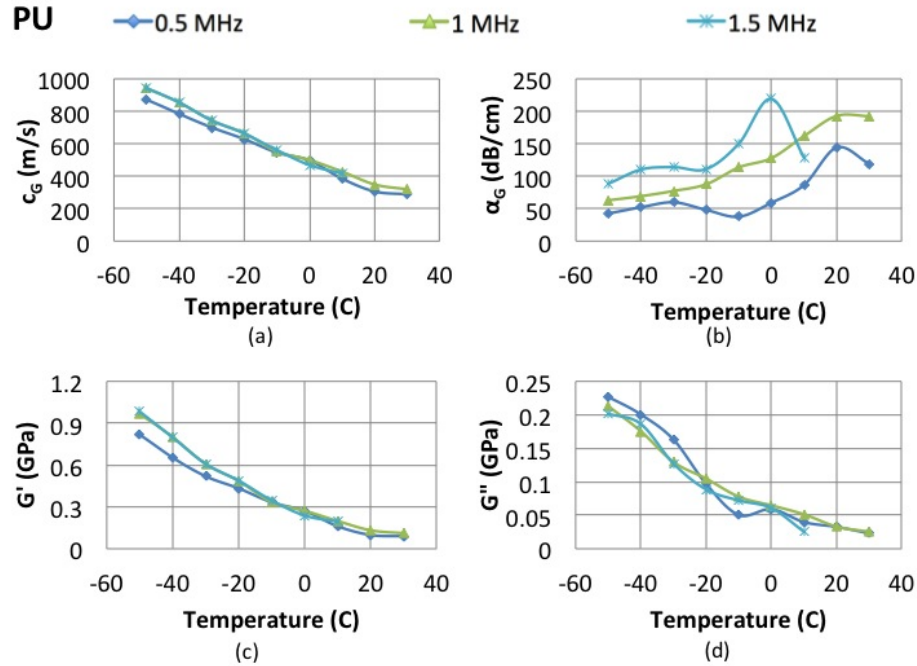 PU
0.5 MHz
1 MHz
1.5 MHz
1000
800
600
400
200
0
c_G (m/s)
-60 -40 -20 0 20 40
Temperature (C)
(a)
250
200
150
100
50
0
α_G (dB/cm)
-60 -40 -20 0 20 40
Temperature (C)
(b)
1.2
0.9
0.6
0.3
0
G' (GPa)
-60 -40 -20 0 20 40
Temperature (C)
(c)
0.25
0.2
0.15
0.1
0.05
0
G" (GPa)
-60 -40 -20 0 20 40
Temperature (C)
(d)